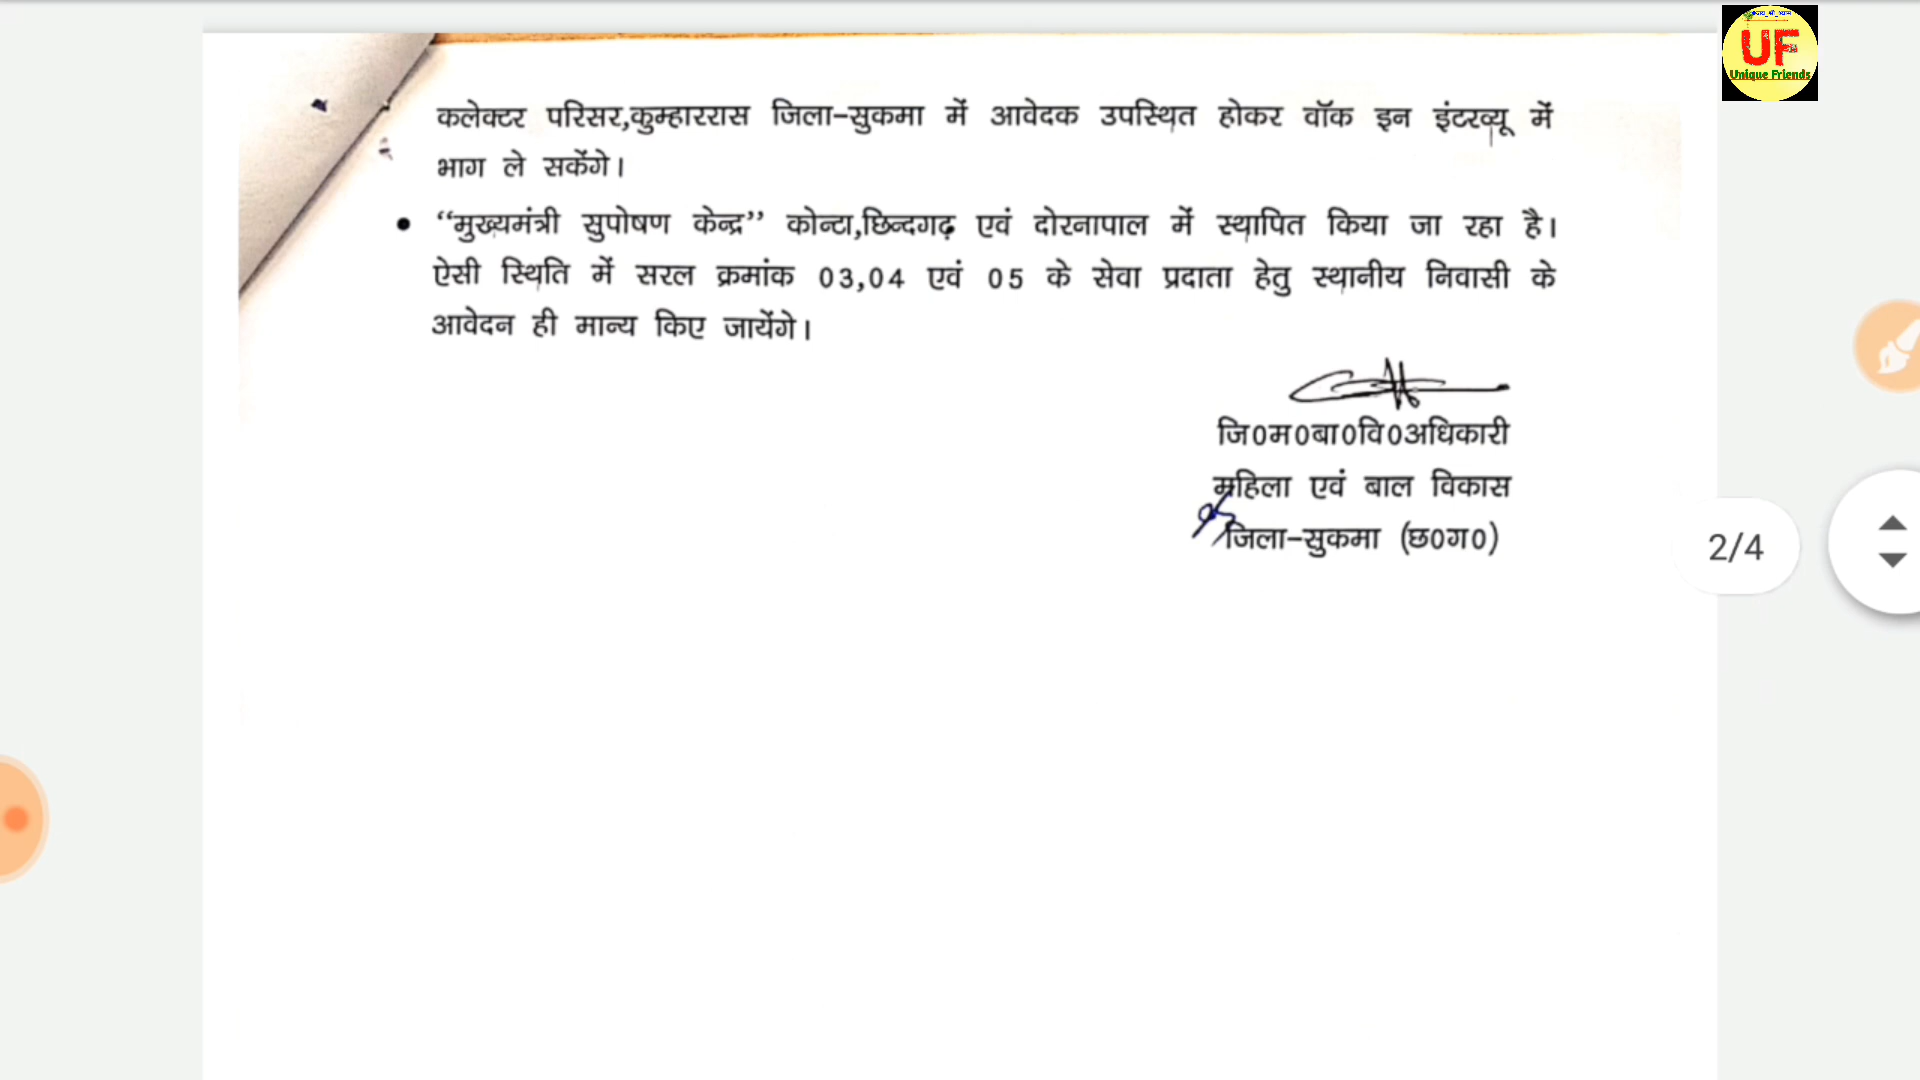 UF
Unique Friends
कलेक्टर परिसर,कुम्हाररास जिला-सुकमा में आवेदक उपस्थित होकर वॉक इन इंटरव्यू में
भाग ले सकेंगे।
• “मुख्यमंत्री सुपोषण केन्द्र” कोन्टा,छिन्दगढ़ एवं दोरनापाल में स्थापित किया जा रहा है।
ऐसी स्थिति में सरल क्रमांक 03,04 एवं 05 के सेवा प्रदाता हेतु स्थानीय निवासी के
आवेदन ही मान्य किए जायेंगे।
जि0म0बा0वि0अधिकारी
महिला एवं बाल विकास
जिला-सुकमा (छ0ग0)
2/4